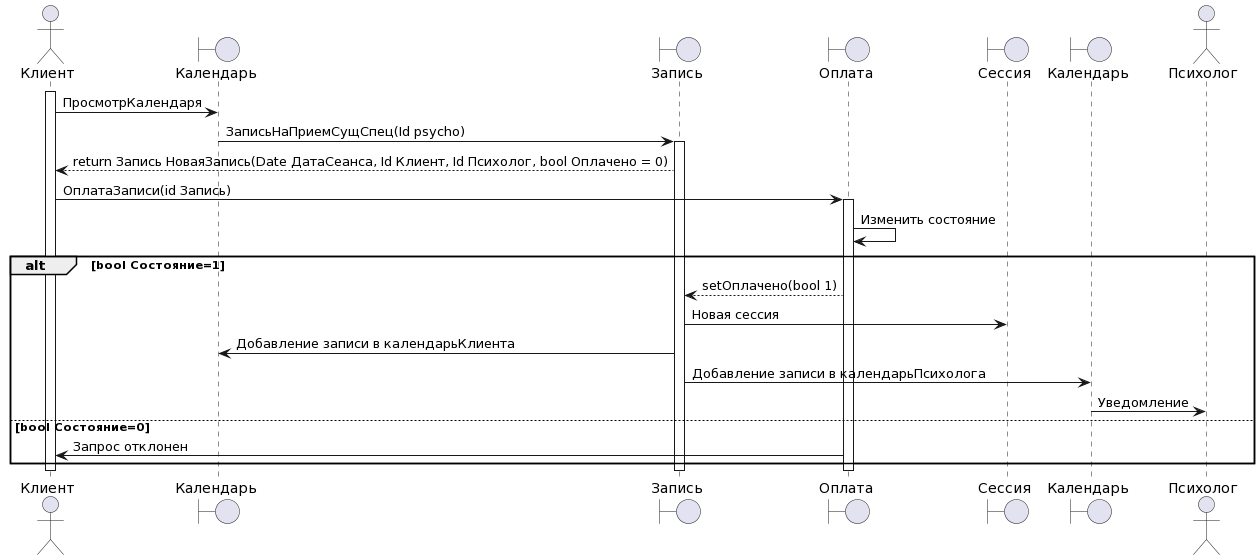 Клиент
Календарь
Запись
Оплата
Сессия
Календарь
Психолог
ПросмотрКалендаря
ЗаписьНаПриемСущСпец(Id psycho)
return Запись НоваяЗапись(Date ДатаСеанса, Id Клиент, Id Психолог, bool Оплачено = 0)
ОплатаЗаписи(id Запись)
Изменить состояние
alt [bool Состояние=1]
setОплачено(bool 1)
Новая сессия
Добавление записи в календарьКлиента
Добавление записи в календарьПсихолога
Уведомление
[bool Состояние=0]
Запрос отклонен
Клиент
Календарь
Запись
Оплата
Сессия
Календарь
Психолог